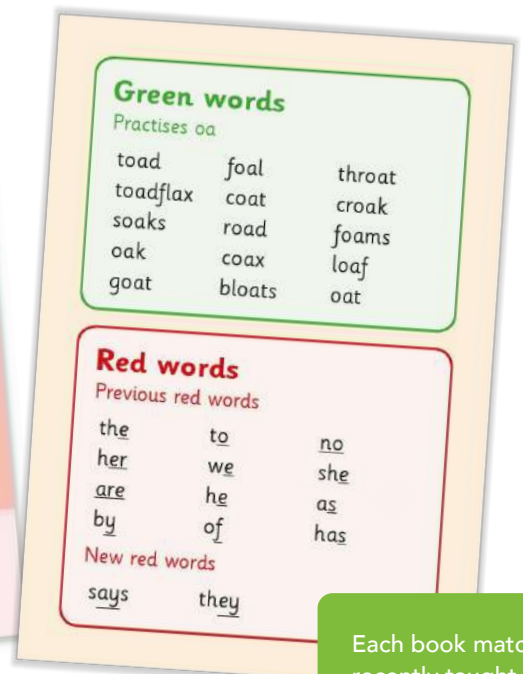 Green words
Practises oa
toad foal throat
toadflax coat croak
soaks road foams
oak coax loaf
goat bloats oat
Red words
Previous red words
the to no
her we she
are he as
by of has
New red words
says they
Each book matc
recently taught